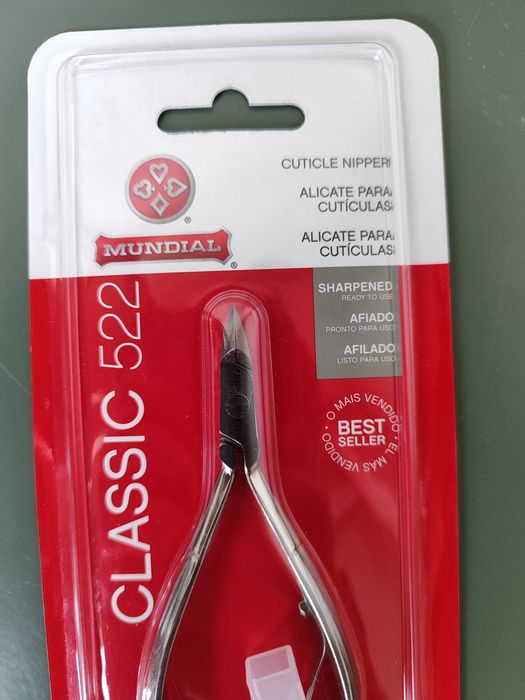 CUTICLE NIPPER
ALICATE PARA
CUTÍCULAS
ALICATE PARA
CUTÍCULAS
MUNDIAL
®
®
SHARPENED
READY TO USE
AFIADO
PRONTO PARA USO
AFILADO
LISTO PARA USO
CLASSIC 522
O MAIS VENDIDO
BEST
SELLER
EL MAS VENDIDO